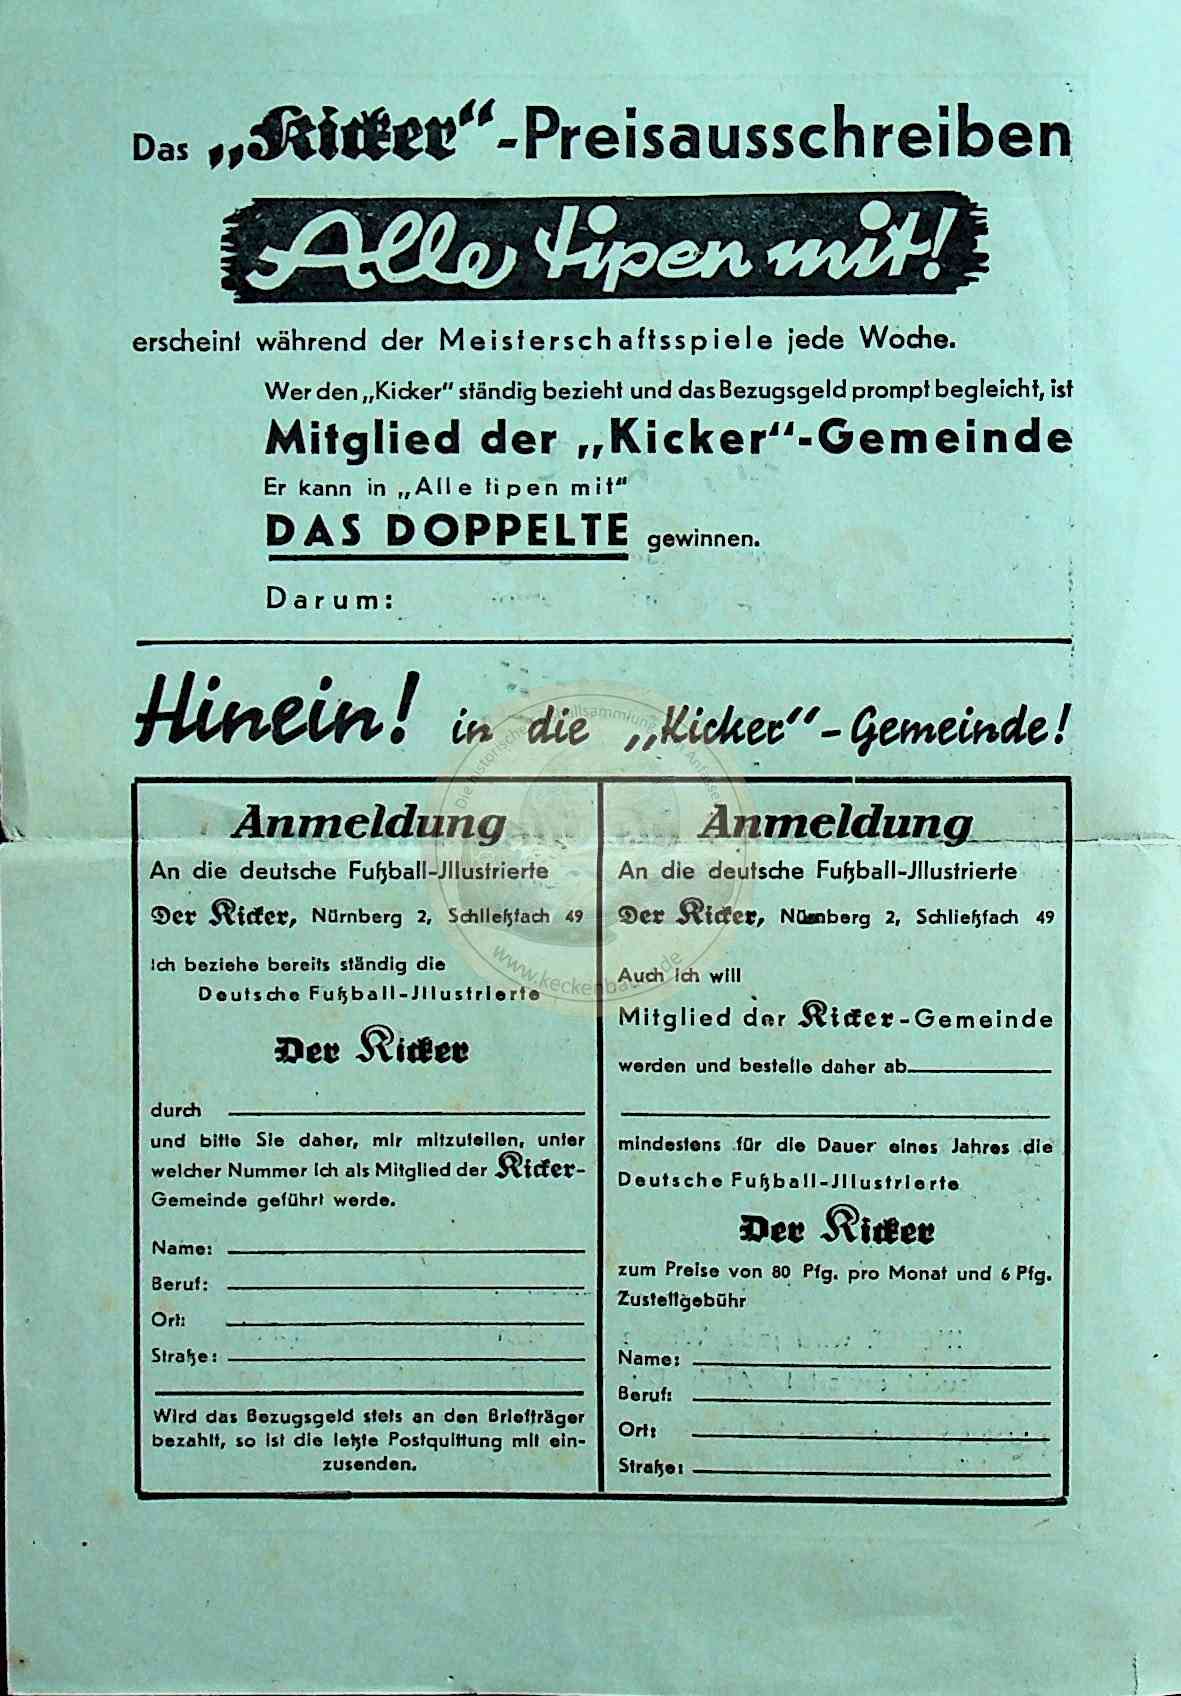 Das „Kicker“-Preisausschreiben
Alle tipen mit!
erscheint während der Meisterschaftsspiele jede Woche.
Wer den „Kicker“ ständig bezieht und das Bezugsgeld prompt begleicht, ist
Mitglied der „Kicker“-Gemeinde
Er kann in „Alle tipen mit“
DAS DOPPELTE gewinnen.
Darum:
Hinein! in die „Kicker“-Gemeinde!
Anmeldung
An die deutsche Fußball-Jllustrierte
Der Kicker, Nürnberg 2, Schließfach 49
Ich beziehe bereits ständig die
Deutsche Fußball-Jllustrierte
Der Kicker
durch
und bitte Sie daher, mir mitzuteilen, unter
welcher Nummer ich als Mitglied der Kicker-
Gemeinde geführt werde.
Name:
Beruf:
Ort:
Straße:
Wird das Bezugsgeld stets an den Briefträger
bezahlt, so ist die letzte Postquittung mit ein-
zusenden.
Anmeldung
An die deutsche Fußball-Jllustrierte
Der Kicker, Nürnberg 2, Schließfach 49
Auch ich will
Mitglied der Kicker-Gemeinde
werden und bestelle daher ab
mindestens für die Dauer eines Jahres die
Deutsche Fußball-Jllustrierte
Der Kicker
zum Preise von 80 Pfg. pro Monat und 6 Pfg.
Zustellgebühr
Name:
Beruf:
Ort:
Straße:
www.keckenbauer.de